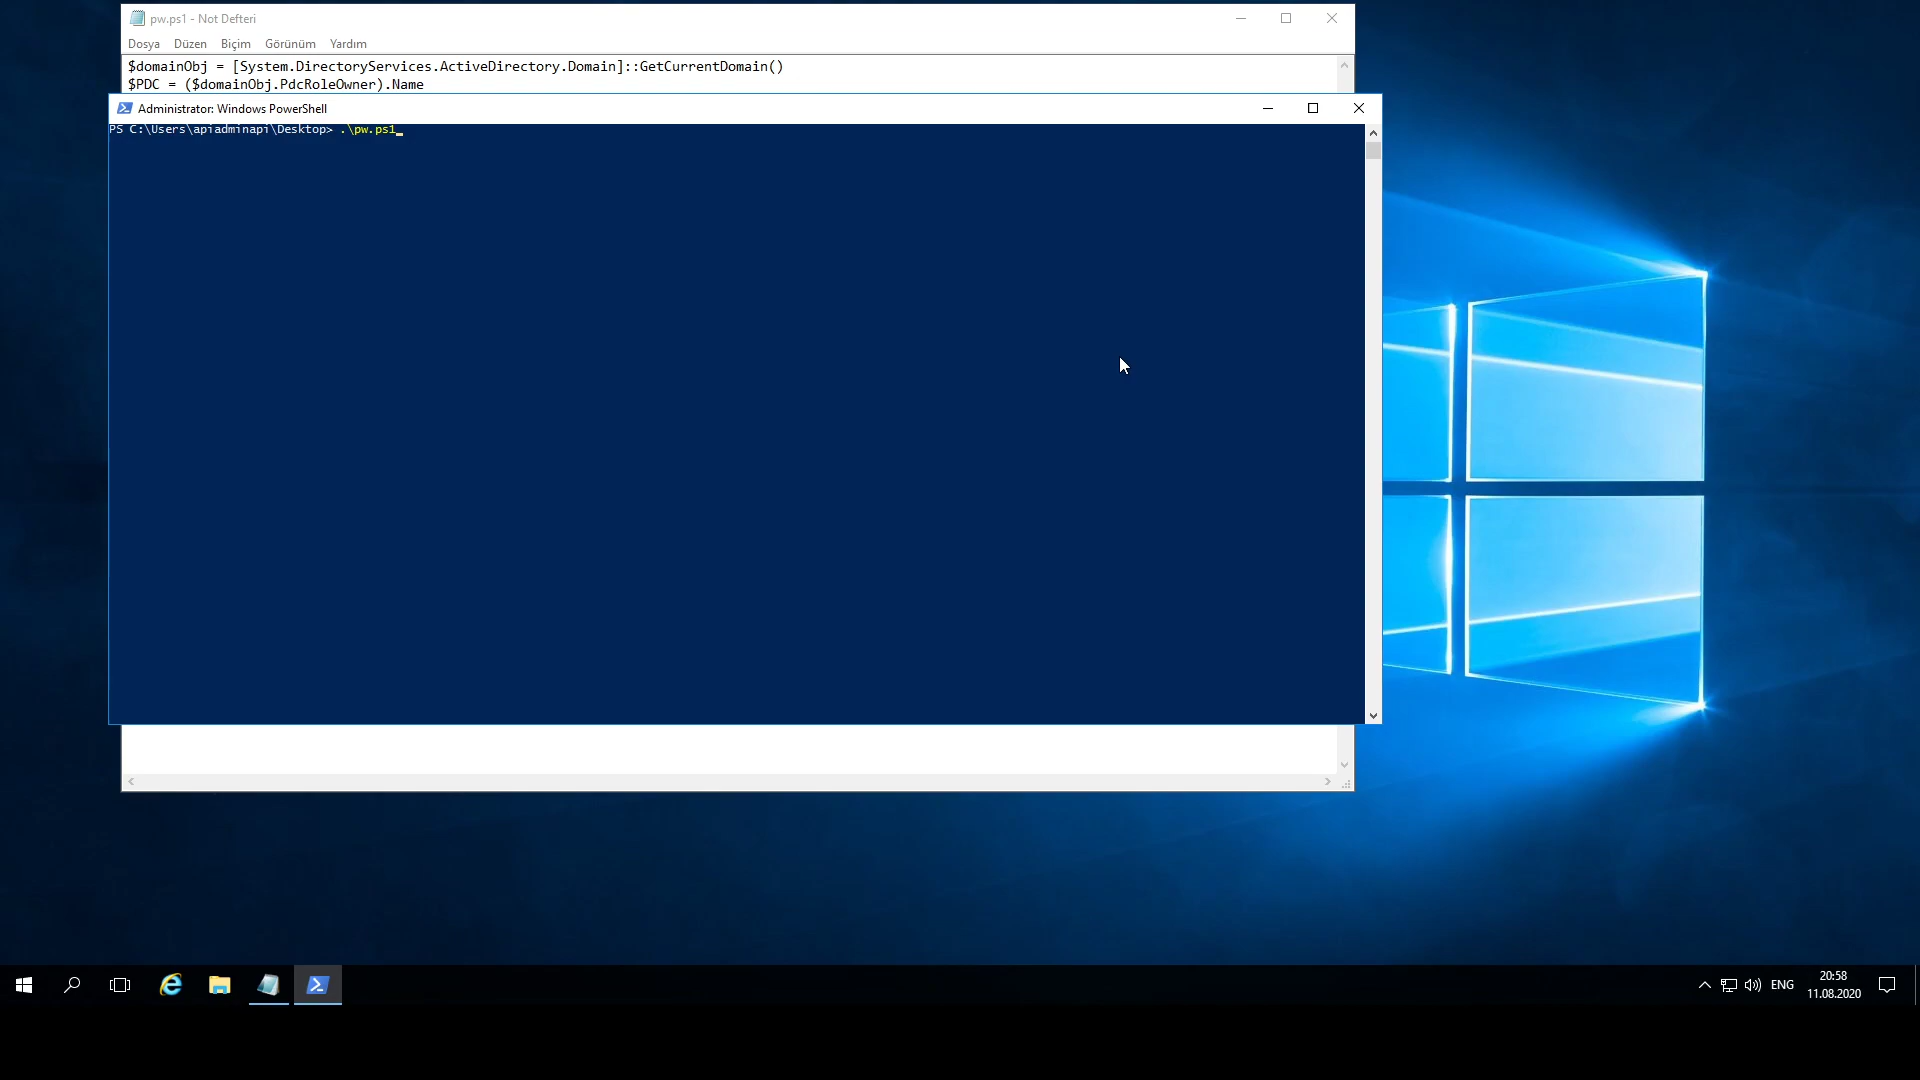 pw.ps1 - Not Defteri
Dosya Düzen Biçim Görünüm Yardım
$domainObj = [System.DirectoryServices.ActiveDirectory.Domain]::GetCurrentDomain()
$PDC = ($domainObj.PdcRoleOwner).Name
Administrator: Windows PowerShell
PS C:\Users\apiadminapi\Desktop> .\pw.ps1_
ENG
20:58
11.08.2020